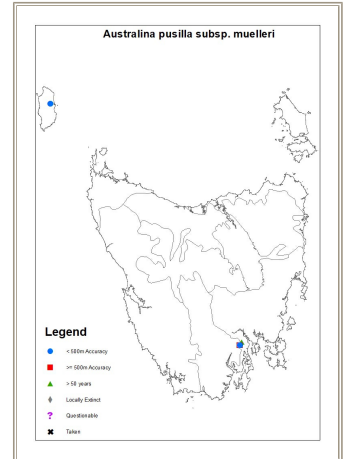 Australina pusilla subsp. muelleri
Legend
< 500m Accuracy
>= 500m Accuracy
> 50 years
Locally Extinct
? Questionable
Taken